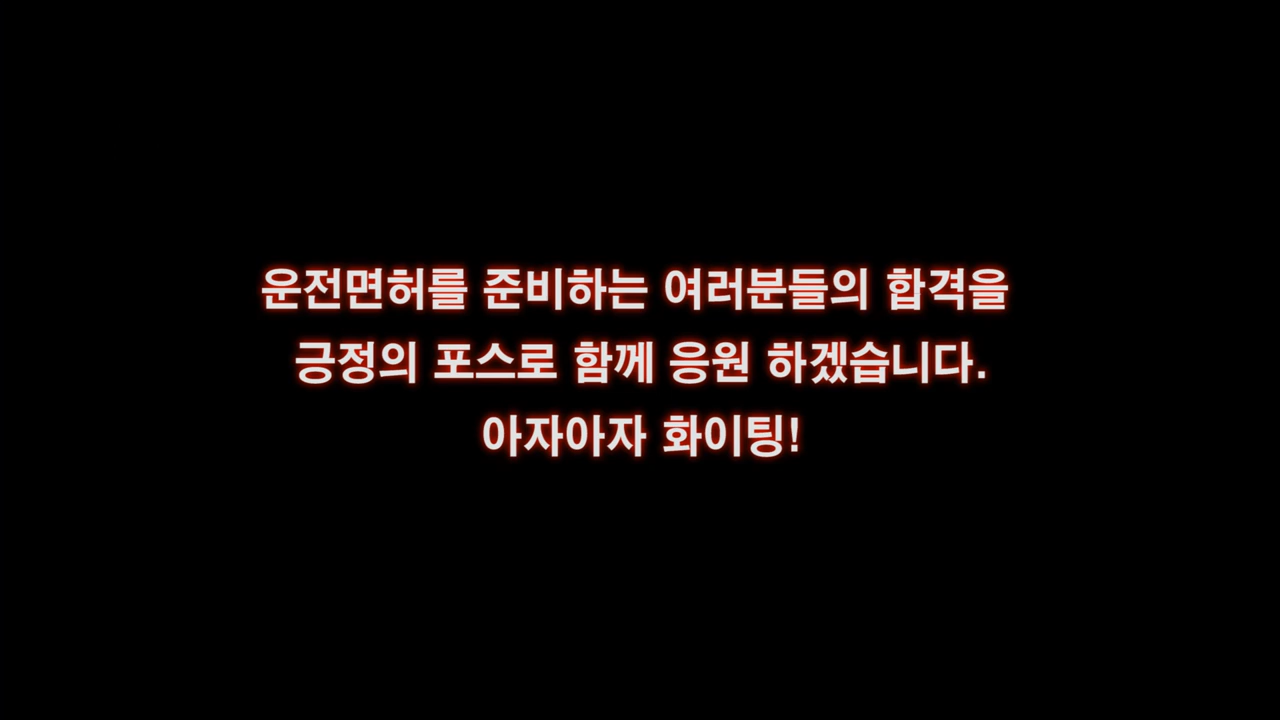 운전면허를 준비하는 여러분들의 합격을
긍정의 포스로 함께 응원 하겠습니다.
아자아자 화이팅!